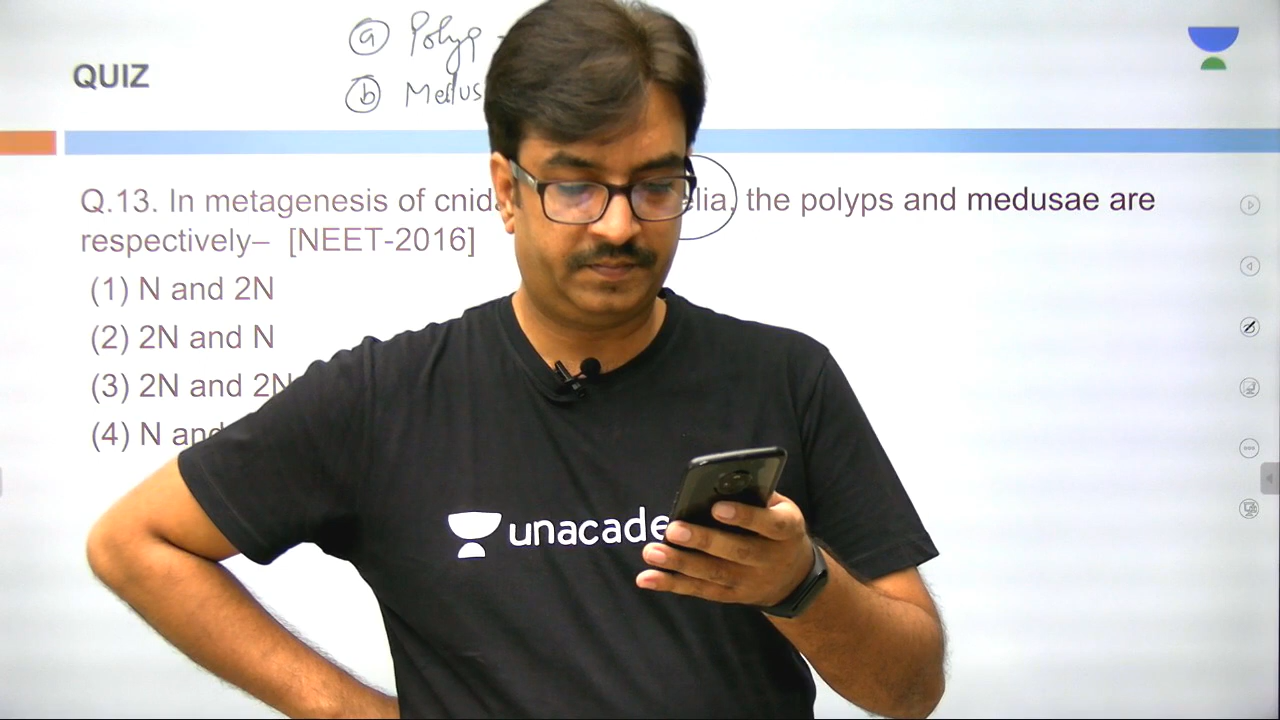 ⓐ Polyp -
QUIZ
ⓑ Medus
Q.13. In metagenesis of cnid elia, the polyps and medusae are
respectively– [NEET-2016]
(1) N and 2N
(2) 2N and N
(3) 2N and 2N
(4) N and
unacade